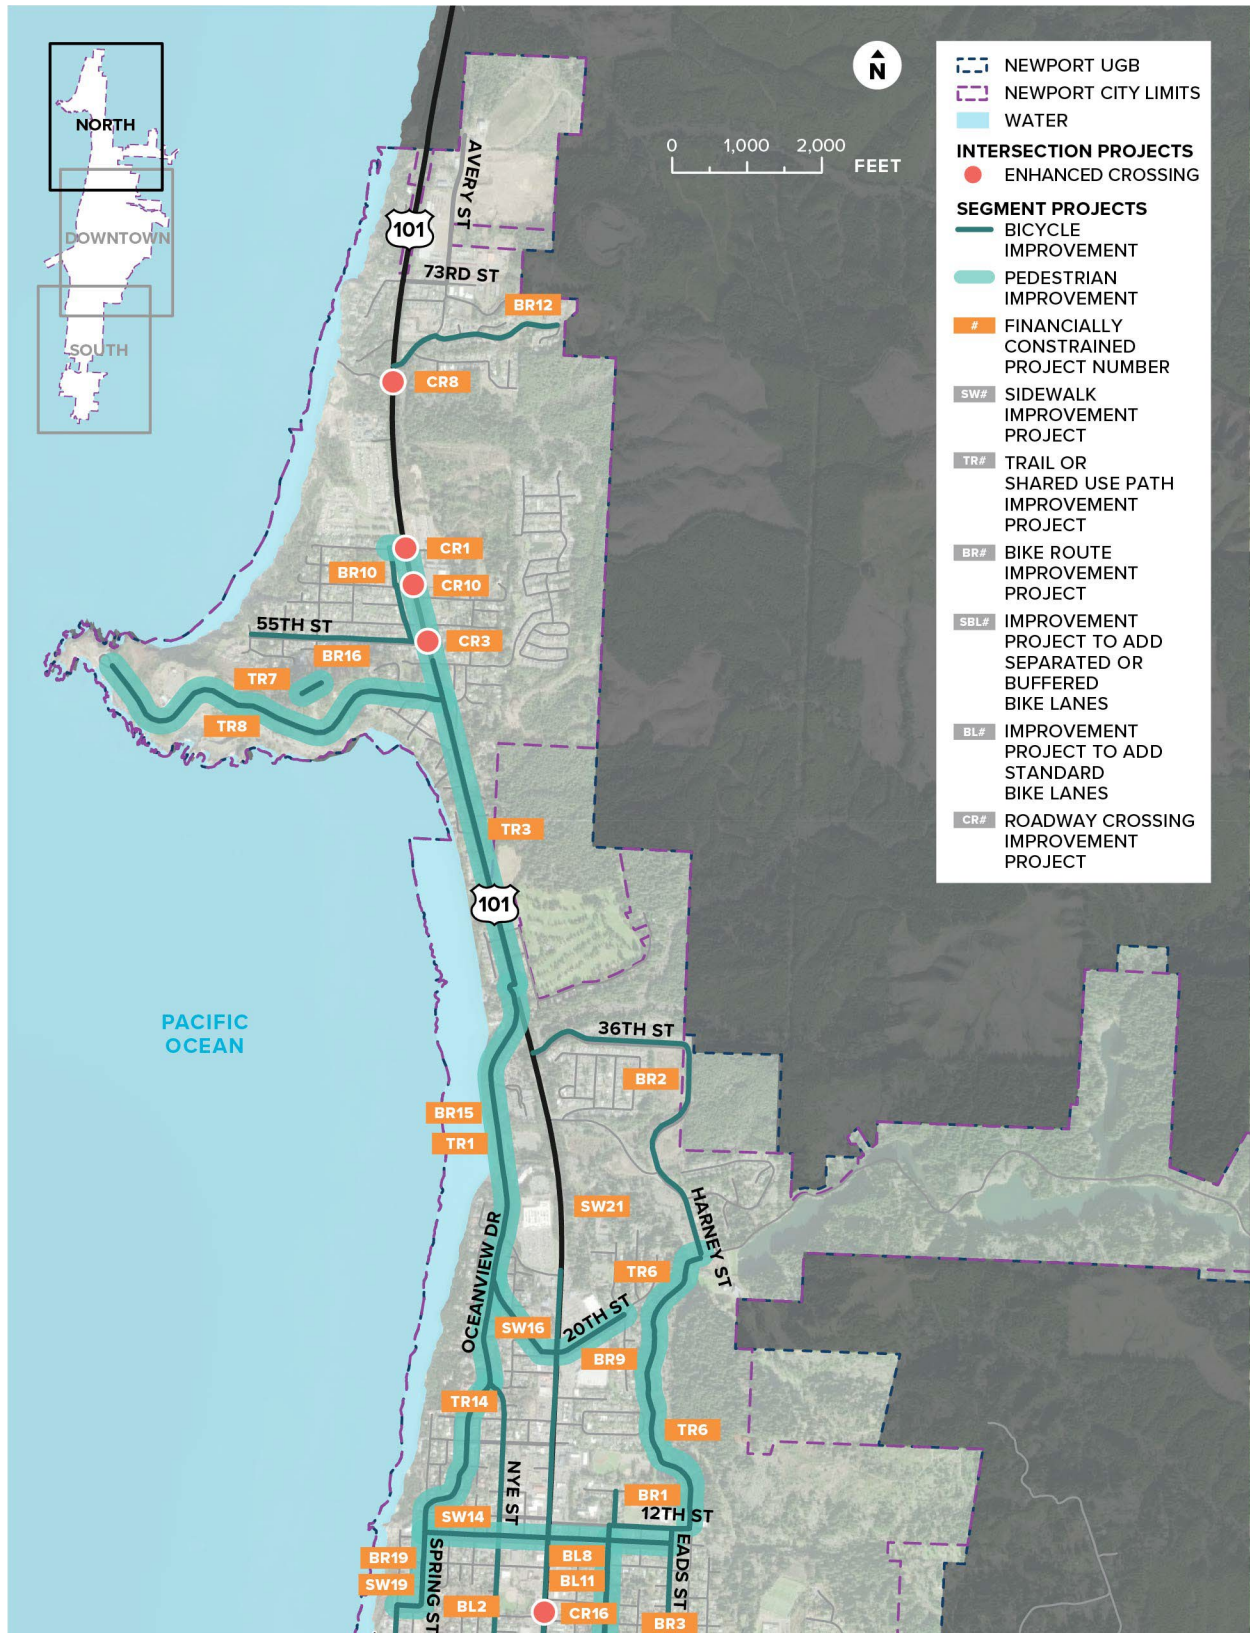 NORTH
DOWNTOWN
SOUTH
N
0 1,000 2,000
FEET
NEWPORT UGB
NEWPORT CITY LIMITS
WATER
INTERSECTION PROJECTS
ENHANCED CROSSING
SEGMENT PROJECTS
BICYCLE
IMPROVEMENT
PEDESTRIAN
IMPROVEMENT
# FINANCIALLY
CONSTRAINED
PROJECT NUMBER
SW# SIDEWALK
IMPROVEMENT
PROJECT
TR# TRAIL OR
SHARED USE PATH
IMPROVEMENT
PROJECT
BR# BIKE ROUTE
IMPROVEMENT
PROJECT
SBL# IMPROVEMENT
PROJECT TO ADD
SEPARATED OR
BUFFERED
BIKE LANES
BL# IMPROVEMENT
PROJECT TO ADD
STANDARD
BIKE LANES
CR# ROADWAY CROSSING
IMPROVEMENT
PROJECT
AVERY ST
101
73RD ST
BR12
CR8
CR1
BR10
CR10
55TH ST
CR3
BR16
TR7
TR8
TR3
101
PACIFIC
OCEAN
36TH ST
BR2
BR15
TR1
HARNEY ST
SW21
OCEANVIEW DR
TR6
20TH ST
SW16
BR9
TR14
TR6
NYE ST
BR1
12TH ST
SW14
SPRING ST
EADS ST
BR19
BL8
SW19
BL11
BL2
CR16
BR3